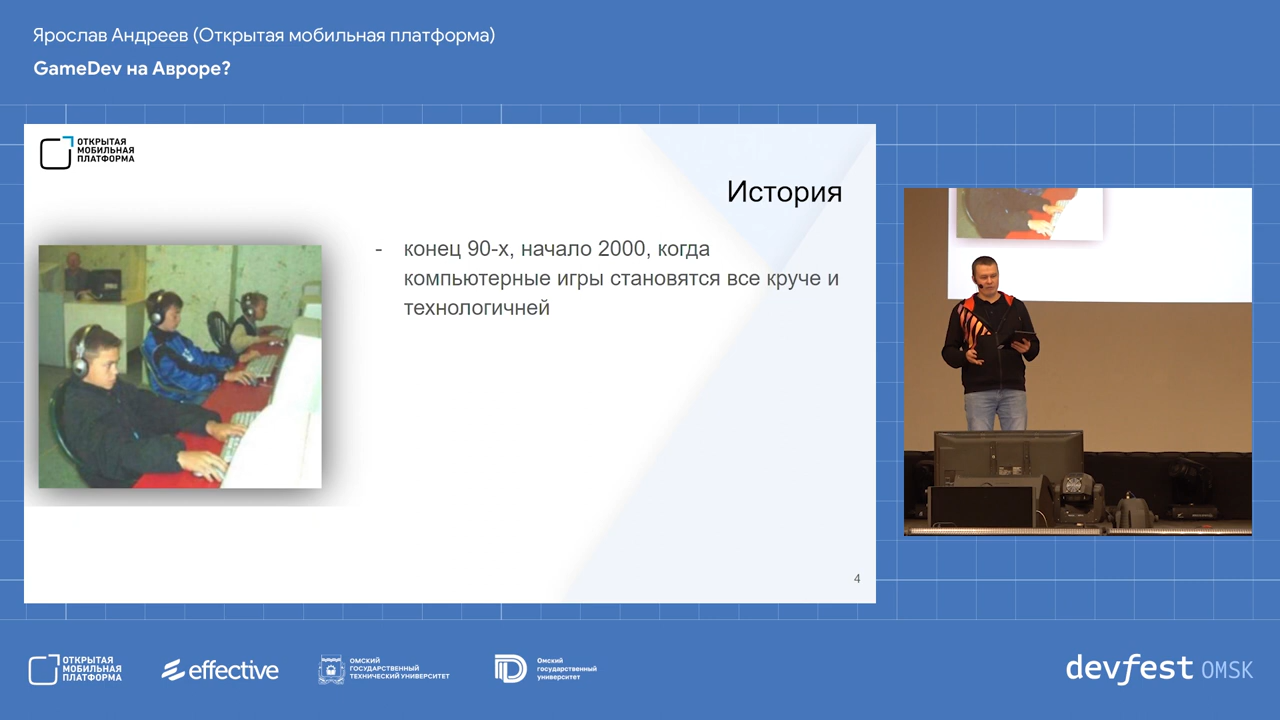 Ярослав Андреев (Открытая мобильная платформа)
GameDev на Авроре?
ОТКРЫТАЯ
МОБИЛЬНАЯ
ПЛАТФОРМА
История
- конец 90-х, начало 2000, когда
компьютерные игры становятся все круче и
технологичней
4
ОТКРЫТАЯ
МОБИЛЬНАЯ
ПЛАТФОРМА
effective
ОМСКИЙ
ГОСУДАРСТВЕННЫЙ
ТЕХНИЧЕСКИЙ УНИВЕРСИТЕТ
Омский
государственный
университет
devfest OMSK